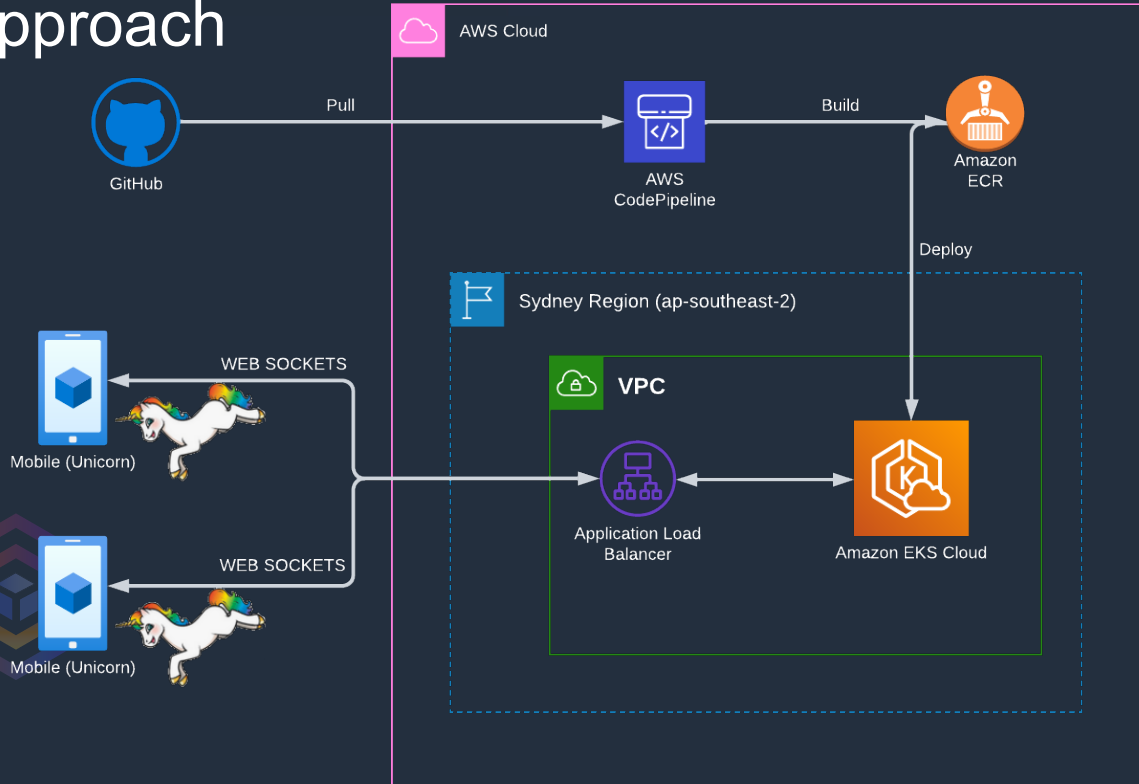 pproach
AWS Cloud
Pull
Build
GitHub
AWS
CodePipeline
Amazon
ECR
Deploy
Sydney Region (ap-southeast-2)
WEB SOCKETS
VPC
Mobile (Unicorn)
Application Load
Balancer
Amazon EKS Cloud
WEB SOCKETS
Mobile (Unicorn)